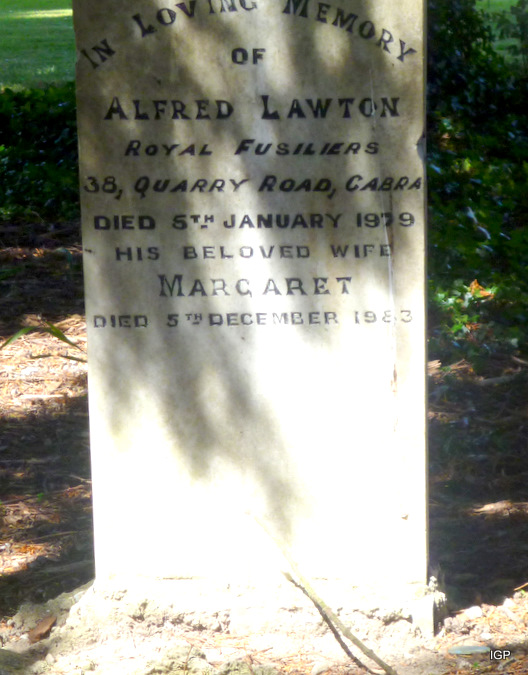 IN LOVING MEMORY
OF
ALFRED LAWTON
ROYAL FUSILIERS
38, QUARRY ROAD, CABRA
DIED 5TH JANUARY 1979
HIS BELOVED WIFE
MARGARET
DIED 5TH DECEMBER 1983
IGP